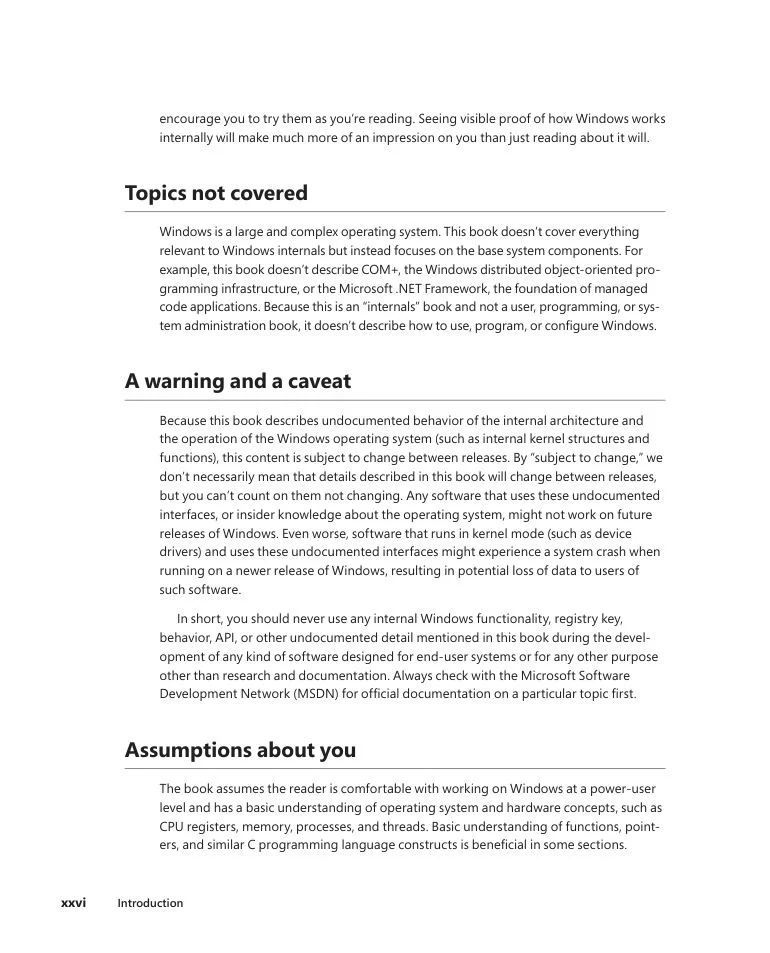 encourage you to try them as you’re reading. Seeing visible proof of how Windows works
internally will make much more of an impression on you than just reading about it will.
Topics not covered
Windows is a large and complex operating system. This book doesn’t cover everything
relevant to Windows internals but instead focuses on the base system components. For
example, this book doesn’t describe COM+, the Windows distributed object-oriented pro-
gramming infrastructure, or the Microsoft .NET Framework, the foundation of managed
code applications. Because this is an “internals” book and not a user, programming, or sys-
tem administration book, it doesn’t describe how to use, program, or configure Windows.
A warning and a caveat
Because this book describes undocumented behavior of the internal architecture and
the operation of the Windows operating system (such as internal kernel structures and
functions), this content is subject to change between releases. By “subject to change,” we
don’t necessarily mean that details described in this book will change between releases,
but you can’t count on them not changing. Any software that uses these undocumented
interfaces, or insider knowledge about the operating system, might not work on future
releases of Windows. Even worse, software that runs in kernel mode (such as device
drivers) and uses these undocumented interfaces might experience a system crash when
running on a newer release of Windows, resulting in potential loss of data to users of
such software.
In short, you should never use any internal Windows functionality, registry key,
behavior, API, or other undocumented detail mentioned in this book during the devel-
opment of any kind of software designed for end-user systems or for any other purpose
other than research and documentation. Always check with the Microsoft Software
Development Network (MSDN) for official documentation on a particular topic first.
Assumptions about you
The book assumes the reader is comfortable with working on Windows at a power-user
level and has a basic understanding of operating system and hardware concepts, such as
CPU registers, memory, processes, and threads. Basic understanding of functions, point-
ers, and similar C programming language constructs is beneficial in some sections.
xxvi Introduction